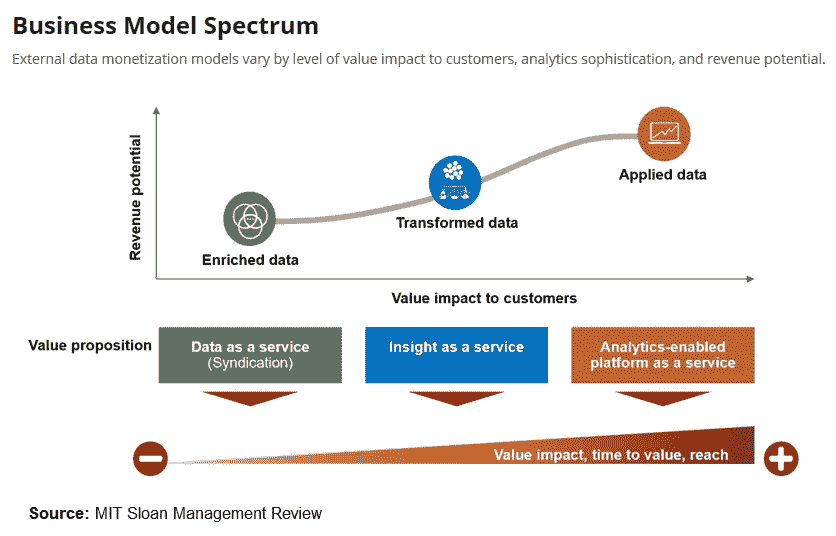 Business Model Spectrum
External data monetization models vary by level of value impact to customers, analytics sophistication, and revenue potential.
Revenue potential
Applied data
Transformed data
Enriched data
Value impact to customers
Value proposition
Data as a service
(Syndication)
Insight as a service
Analytics-enabled
platform as a service
Value impact, time to value, reach
Source: MIT Sloan Management Review